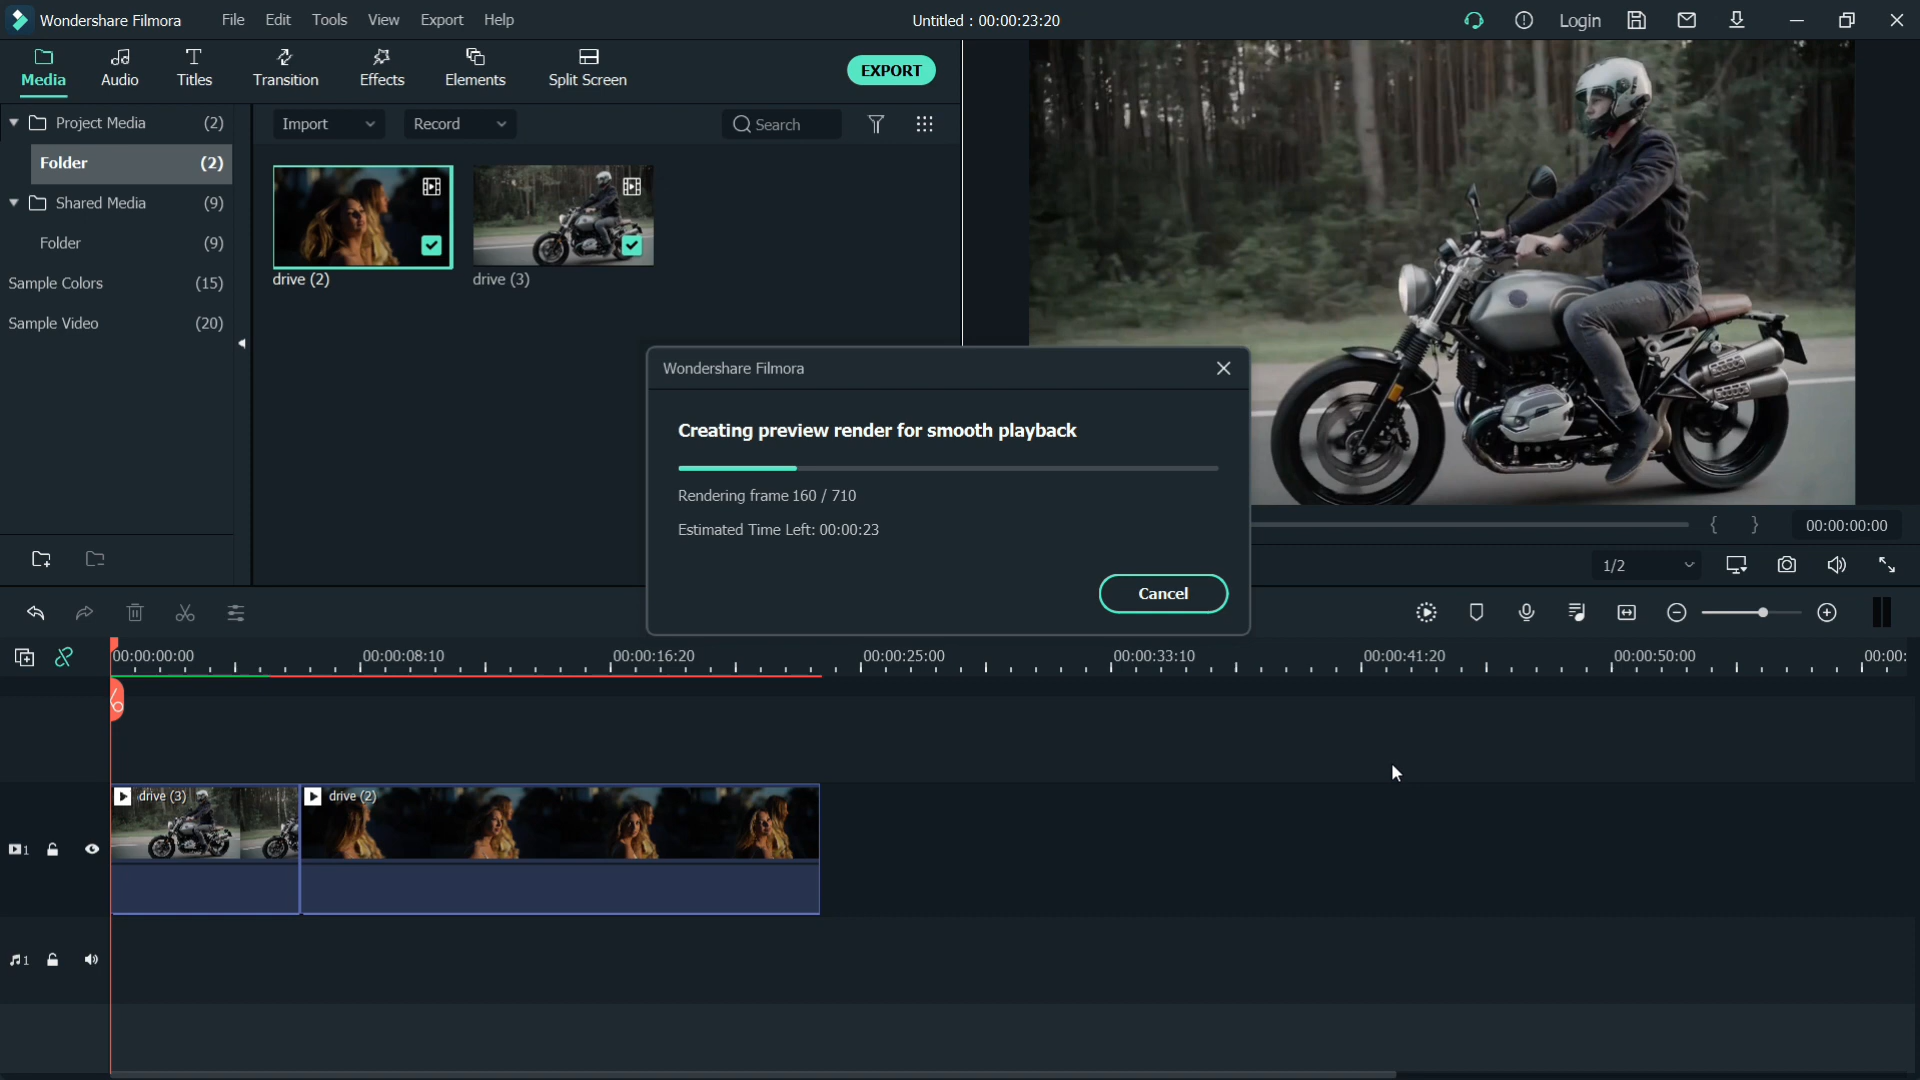 Wondershare Filmora
File Edit Tools View Export Help
Untitled : 00:00:23:20
Login
Media Audio Titles Transition Effects Elements Split Screen
EXPORT
Project Media (2)
Folder (2)
Shared Media (9)
Folder (9)
Sample Colors (15)
Sample Video (20)
Import Record Search
drive (2) drive (3)
Wondershare Filmora
Creating preview render for smooth playback
Rendering frame 160 / 710
Estimated Time Left: 00:00:23
Cancel
{ } 00:00:00:00
1/2
00:00:00:00 00:00:08:10 00:00:16:20 00:00:25:00 00:00:33:10 00:00:41:20 00:00:50:00 00:00:
drive (3) drive (2)
1
1